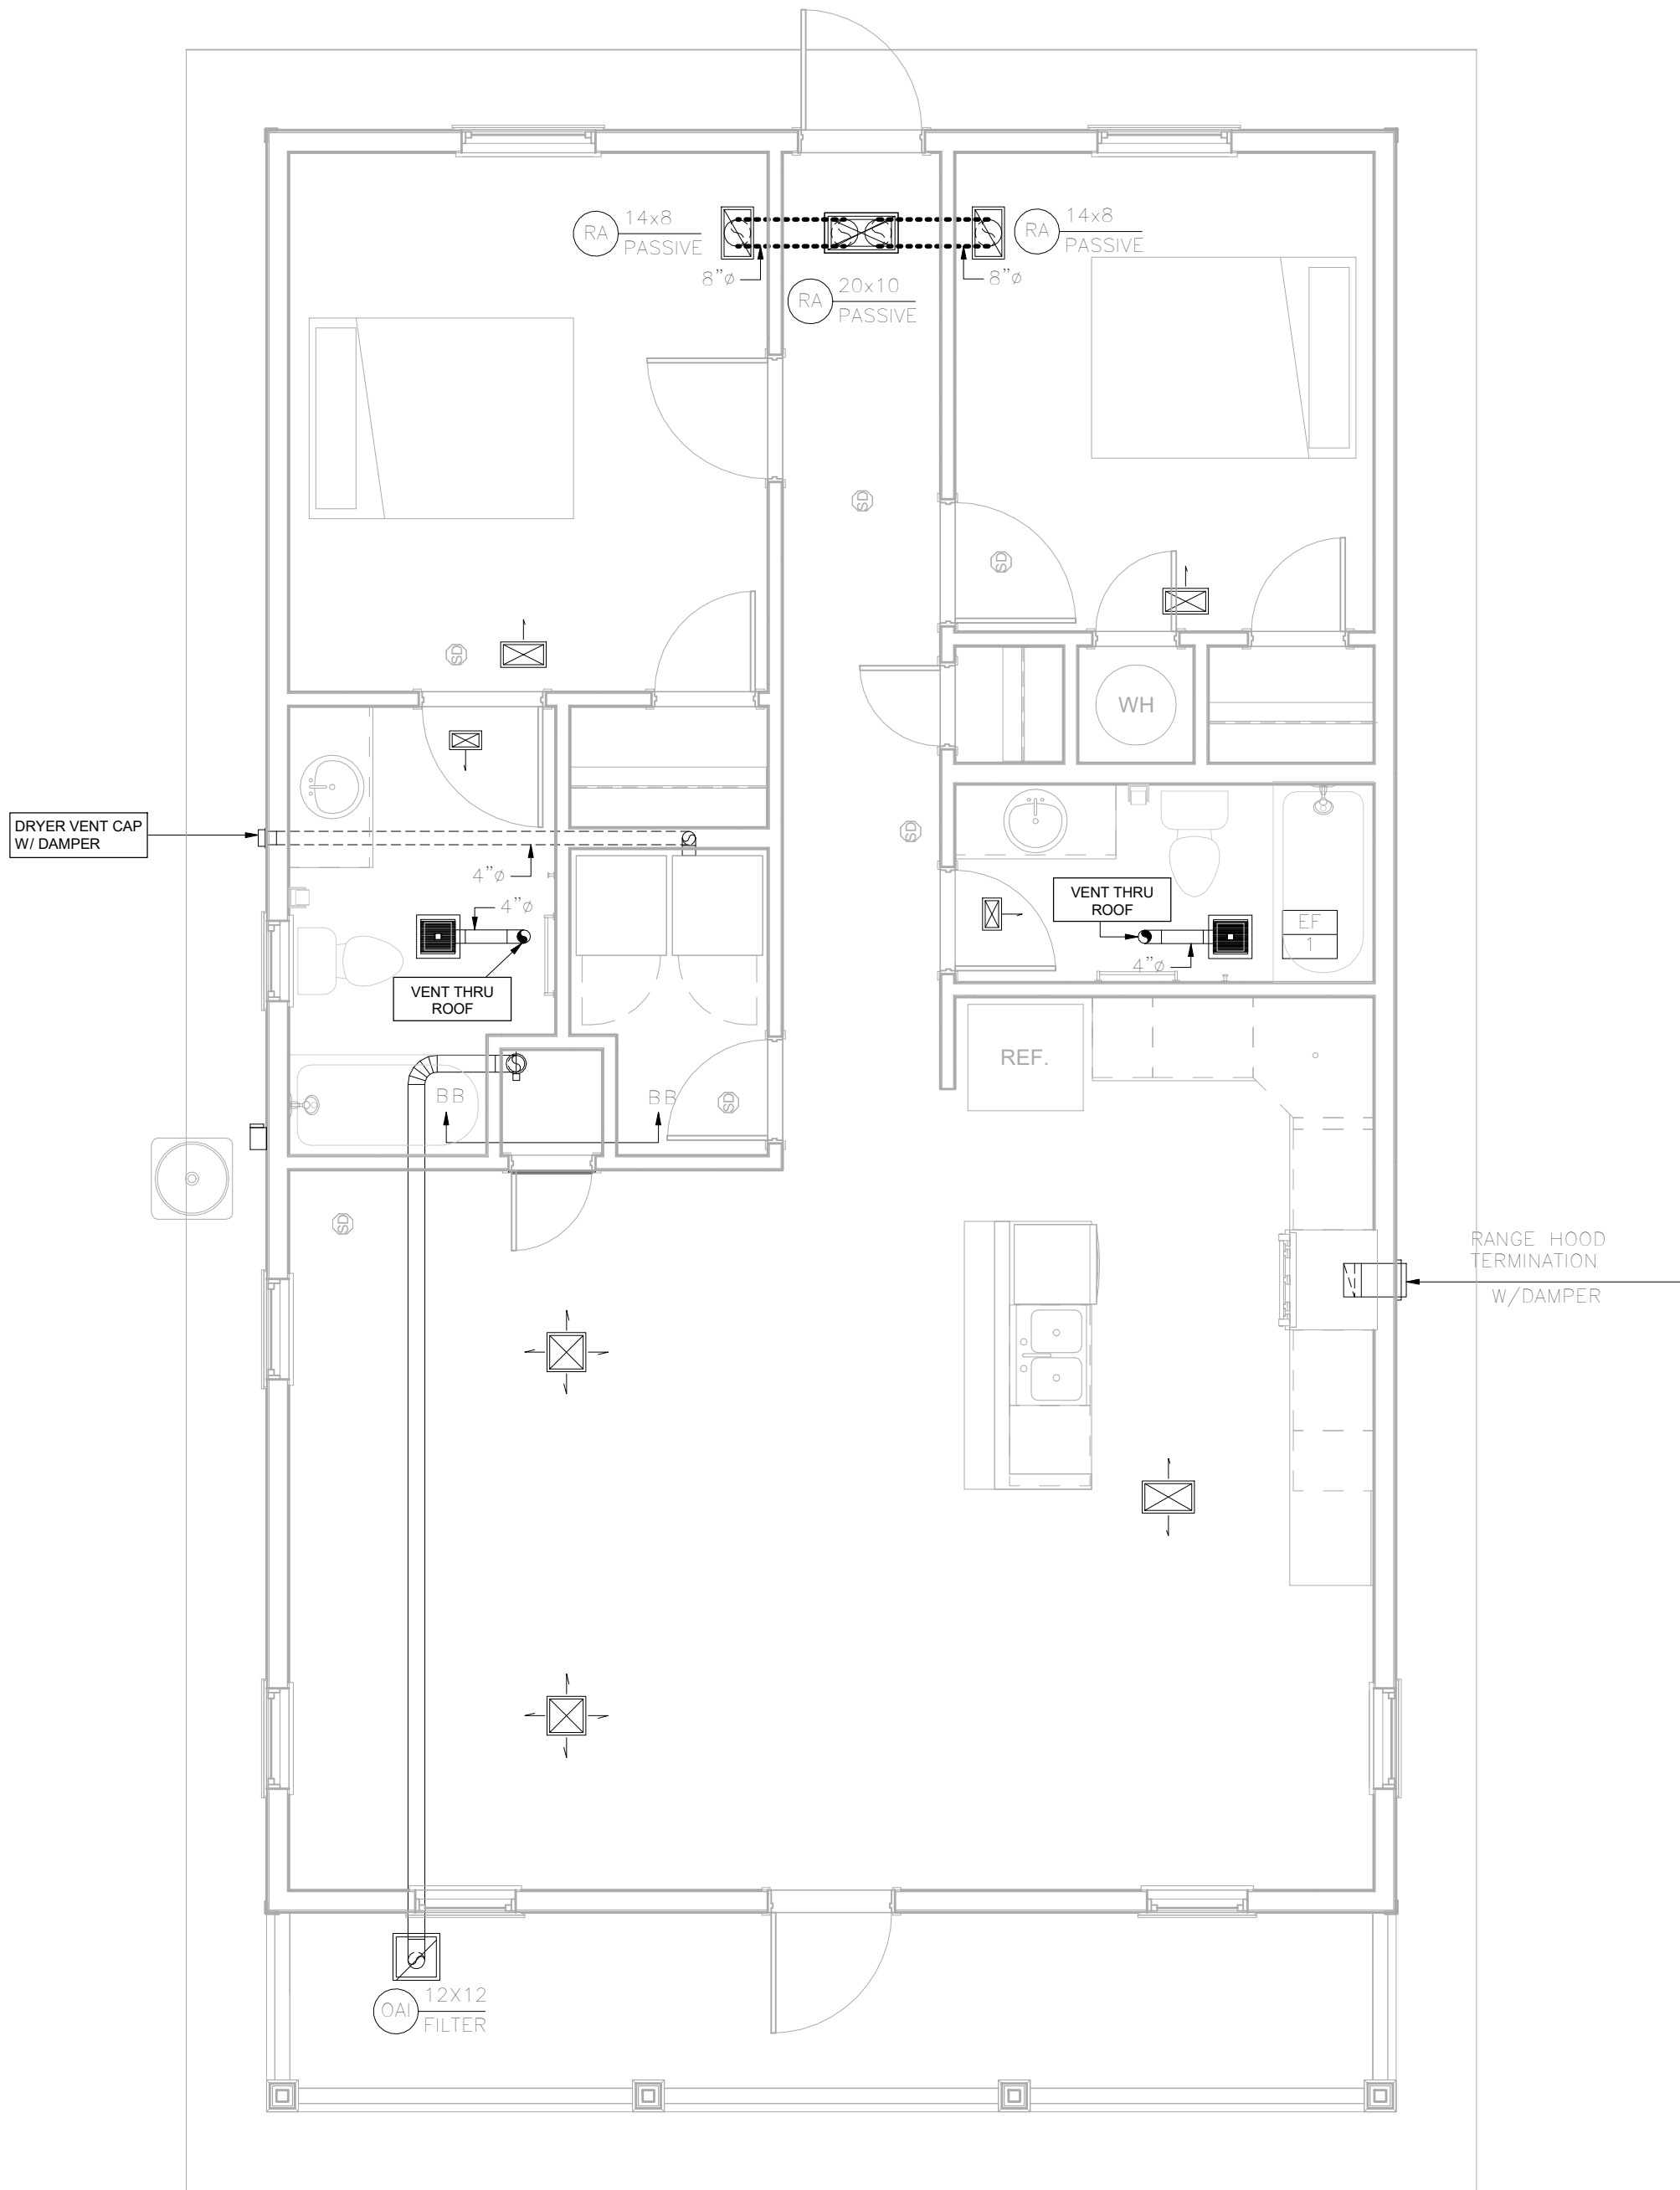 RA
14x8
PASSIVE
8"ø
RA
20x10
PASSIVE
RA
14x8
PASSIVE
8"ø
SD
SD
SD
WH
DRYER VENT CAP
W/ DAMPER
SD
4"ø
4"ø
VENT THRU
ROOF
VENT THRU
ROOF
4"ø
EF
1
REF.
BB
BB
SD
SD
RANGE HOOD
TERMINATION
W/DAMPER
OAI
12X12
FILTER